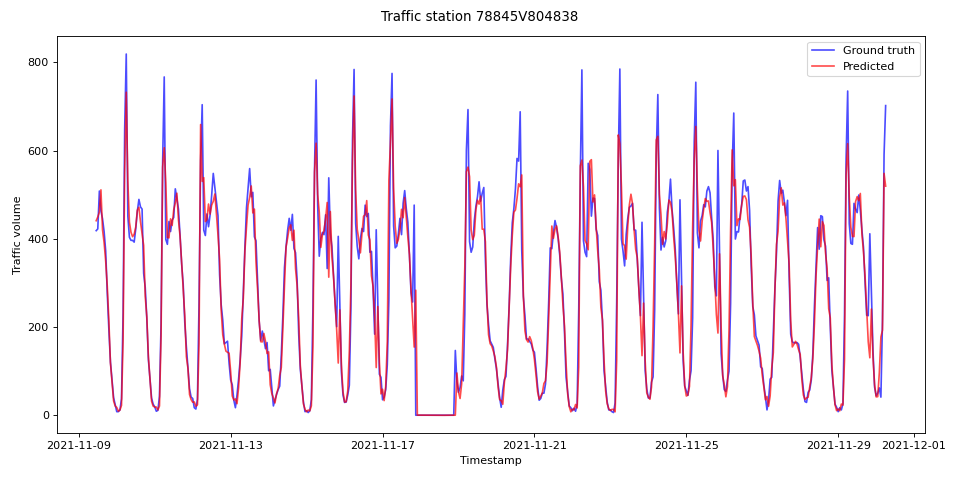 Traffic station 78845V804838
Ground truth
Predicted
Traffic volume
800
600
400
200
0
2021-11-09
2021-11-13
2021-11-17
2021-11-21
2021-11-25
2021-11-29
2021-12-01
Timestamp